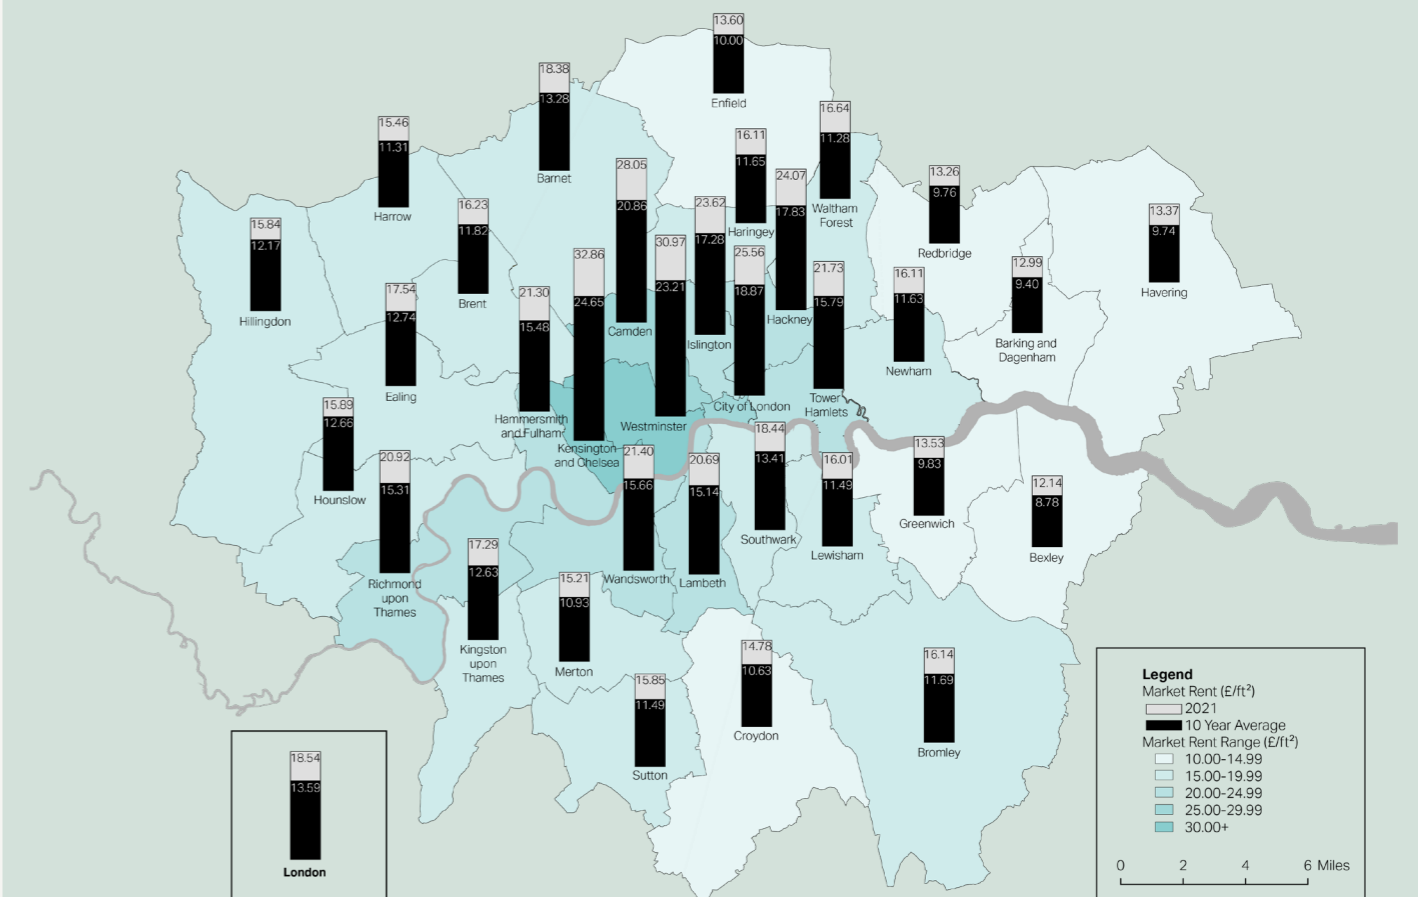 13.60
10.00
Enfield
18.38
13.28
Barnet
16.64
11.28
Waltham
Forest
15.46
11.31
Harrow
16.11
11.65
Haringey
28.05
20.86
Camden
24.07
17.83
Hackney
13.26
9.76
Redbridge
16.23
11.82
Brent
23.62
17.28
Islington
13.37
9.74
Havering
15.84
12.17
Hillingdon
30.97
23.21
Westminster
32.86
24.65
Kensington
and Chelsea
25.56
18.87
City of London
21.73
15.79
Tower
Hamlets
16.11
11.63
Newham
12.99
9.40
Barking and
Dagenham
17.54
12.74
Ealing
21.30
15.48
Hammersmith
and Fulham
15.89
12.66
Hounslow
20.92
15.31
Richmond
upon
Thames
21.40
15.66
Wandsworth
20.69
15.14
Lambeth
18.44
13.41
Southwark
16.01
11.49
Lewisham
13.53
9.83
Greenwich
12.14
8.78
Bexley
17.29
12.63
Kingston
upon
Thames
15.21
10.93
Merton
15.85
11.49
Sutton
14.78
10.63
Croydon
16.14
11.69
Bromley
18.54
13.59
London
Legend
Market Rent (£/ft²)
2021
10 Year Average
Market Rent Range (£/ft²)
10.00-14.99
15.00-19.99
20.00-24.99
25.00-29.99
30.00+
0 2 4 6 Miles